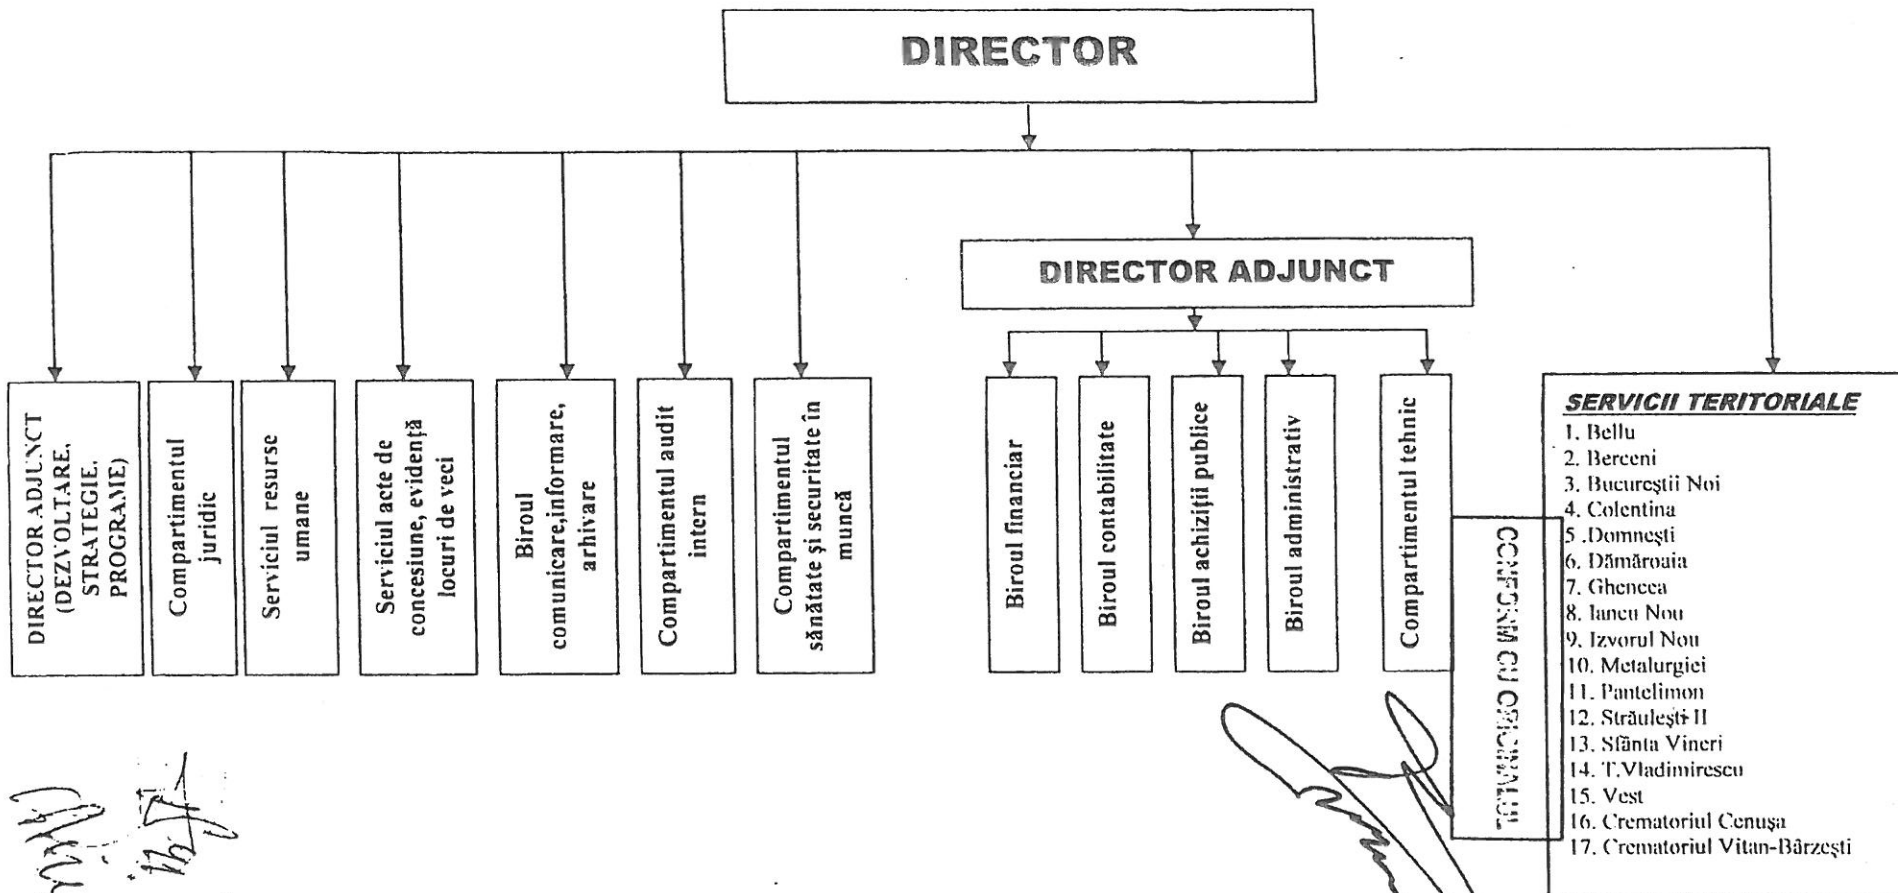 DIRECTOR
DIRECTOR ADJUNCT
DIRECTOR ADJUNCT
(DEZVOLTARE,
STRATEGIE,
PROGRAME)
Compartimentul
juridic
Serviciul resurse
umane
Serviciul acte de
concesiune, evidență
locuri de veci
Biroul
comunicare,informare,
arhivare
Compartimentul audit
intern
Compartimentul
sănătate și securitate în
muncă
Biroul financiar
Biroul contabilitate
Biroul achiziții publice
Biroul administrativ
Compartimentul tehnic
CONFORM CU ORIGINALUL
SERVICII TERITORIALE
1. Bellu
2. Berceni
3. Bucureștii Noi
4. Colentina
5 .Domnești
6. Dămăroaia
7. Ghencea
8. Iancu Nou
9. Izvorul Nou
10. Metalurgiei
11. Pantelimon
12. Străulești II
13. Sfânta Vineri
14. T.Vladimirescu
15. Vest
16. Crematoriul Cenușa
17. Crematoriul Vitan-Bârzești